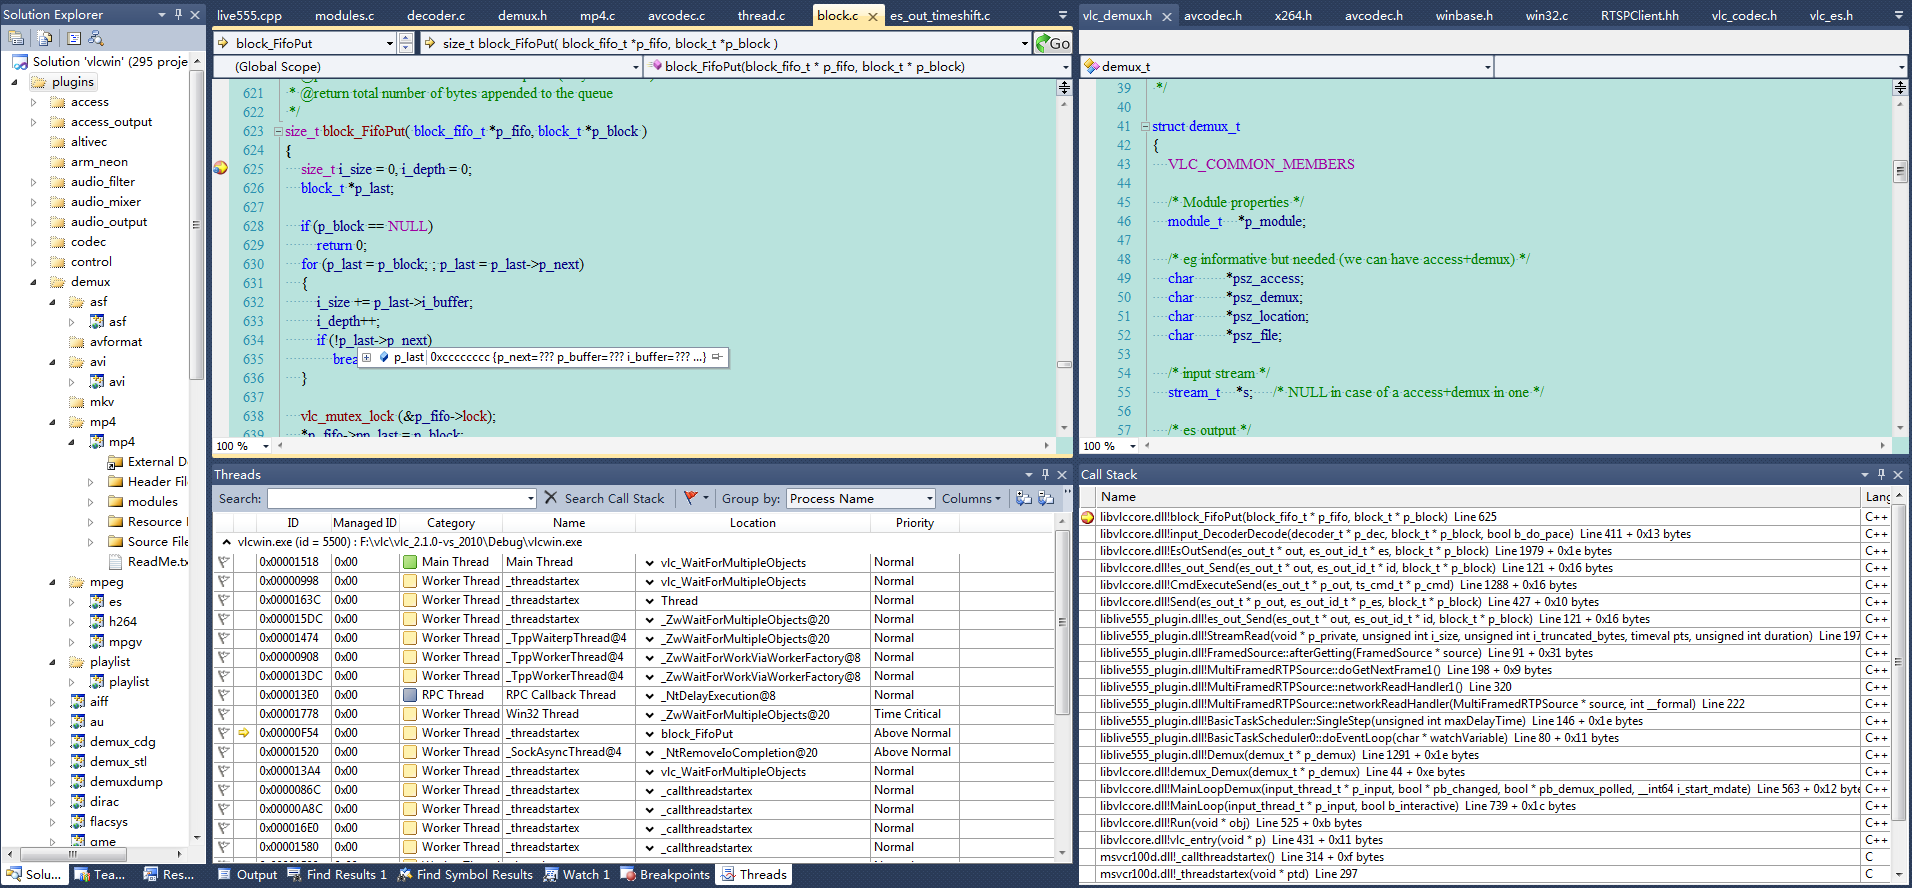 Solution Explorer
Solution 'vlcwin' (295 proje
plugins
access
access_output
altivec
arm_neon
audio_filter
audio_mixer
audio_output
codec
control
demux
asf
asf
avformat
avi
avi
mkv
mp4
mp4
External D
Header Fil
modules
Resource
Source File
ReadMe.tx
mpeg
es
h264
mpgv
playlist
playlist
aiff
au
demux_cdg
demux_stl
demuxdump
dirac
flacsys
gme
Solu... Tea... Res...
live555.cpp modules.c decoder.c demux.h mp4.c avcodec.c thread.c block.c es_out_timeshift.c
block_FifoPut size_t block_FifoPut( block_fifo_t *p_fifo, block_t *p_block ) Go
(Global Scope) block_FifoPut(block_fifo_t * p_fifo, block_t * p_block)
621 * @return total number of bytes appended to the queue
622 */
623 size_t block_FifoPut( block_fifo_t *p_fifo, block_t *p_block )
624 {
625 size_t i_size = 0, i_depth = 0;
626 block_t *p_last;
627
628 if (p_block == NULL)
629 return 0;
630 for (p_last = p_block; ; p_last = p_last->p_next)
631 {
632 i_size += p_last->i_buffer;
633 i_depth++;
634 if (!p_last->p_next)
635 brea
p_last 0xcccccccc {p_next=??? p_buffer=??? i_buffer=??? ...}
636 }
637
638 vlc_mutex_lock (&p_fifo->lock);
639 *p_fifo->pp_last = p_block;
100 %
vlc_demux.h avcodec.h x264.h avcodec.h winbase.h win32.c RTSPClient.hh vlc_codec.h vlc_es.h
demux_t
39 */
40
41 struct demux_t
42 {
43 VLC_COMMON_MEMBERS
44
45 /* Module properties */
46 module_t *p_module;
47
48 /* eg informative but needed (we can have access+demux) */
49 char *psz_access;
50 char *psz_demux;
51 char *psz_location;
52 char *psz_file;
53
54 /* input stream */
55 stream_t *s; /* NULL in case of a access+demux in one */
56
57 /* es output */
100 %
Threads
Search: Search Call Stack Group by: Process Name Columns
ID Managed ID Category Name Location Priority
vlcwin.exe (id = 5500) : F:\vlc\vlc_2.1.0-vs_2010\Debug\vlcwin.exe
0x00001518 0x00 Main Thread Main Thread vlc_WaitForMultipleObjects Normal
0x00000998 0x00 Worker Thread _threadstartex vlc_WaitForMultipleObjects Normal
0x0000163C 0x00 Worker Thread _threadstartex Thread Normal
0x000015DC 0x00 Worker Thread _threadstartex _ZwWaitForMultipleObjects@20 Normal
0x00001474 0x00 Worker Thread _TppWaiterpThread@4 _ZwWaitForMultipleObjects@20 Normal
0x00000908 0x00 Worker Thread _TppWorkerThread@4 _ZwWaitForWorkViaWorkerFactory@8 Normal
0x000013DC 0x00 Worker Thread _TppWorkerThread@4 _ZwWaitForWorkViaWorkerFactory@8 Normal
0x000013E0 0x00 RPC Thread RPC Callback Thread _NtDelayExecution@8 Normal
0x00001778 0x00 Worker Thread Win32 Thread _ZwWaitForMultipleObjects@20 Time Critical
0x00000F54 0x00 Worker Thread _threadstartex block_FifoPut Above Normal
0x00001520 0x00 Worker Thread _SockAsyncThread@4 _NtRemoveIoCompletion@20 Above Normal
0x000013A4 0x00 Worker Thread _threadstartex vlc_WaitForMultipleObjects Normal
0x0000086C 0x00 Worker Thread _threadstartex _callthreadstartex Normal
0x00000A8C 0x00 Worker Thread _threadstartex _callthreadstartex Normal
0x000016E0 0x00 Worker Thread _threadstartex _callthreadstartex Normal
0x00001580 0x00 Worker Thread _threadstartex _callthreadstartex Normal
Output Find Results 1 Find Symbol Results Watch 1 Breakpoints Threads
Call Stack
Name Lang
libvlccore.dll!block_FifoPut(block_fifo_t * p_fifo, block_t * p_block) Line 625 C++
libvlccore.dll!input_DecoderDecode(decoder_t * p_dec, block_t * p_block, bool b_do_pace) Line 411 + 0x13 bytes C++
libvlccore.dll!EsOutSend(es_out_t * out, es_out_id_t * es, block_t * p_block) Line 1979 + 0x1e bytes C++
libvlccore.dll!es_out_Send(es_out_t * out, es_out_id_t * id, block_t * p_block) Line 121 + 0x16 bytes C++
libvlccore.dll!CmdExecuteSend(es_out_t * p_out, ts_cmd_t * p_cmd) Line 1288 + 0x16 bytes C++
libvlccore.dll!Send(es_out_t * p_out, es_out_id_t * p_es, block_t * p_block) Line 427 + 0x10 bytes C++
liblive555_plugin.dll!es_out_Send(es_out_t * out, es_out_id_t * id, block_t * p_block) Line 121 + 0x16 bytes C++
liblive555_plugin.dll!StreamRead(void * p_private, unsigned int i_size, unsigned int i_truncated_bytes, timeval pts, unsigned int duration) Line 197 C++
liblive555_plugin.dll!FramedSource::afterGetting(FramedSource * source) Line 91 + 0x31 bytes C++
liblive555_plugin.dll!MultiFramedRTPSource::doGetNextFrame1() Line 198 + 0x9 bytes C++
liblive555_plugin.dll!MultiFramedRTPSource::networkReadHandler1() Line 320 C++
liblive555_plugin.dll!MultiFramedRTPSource::networkReadHandler(MultiFramedRTPSource * source, int __formal) Line 222 C++
liblive555_plugin.dll!BasicTaskScheduler::SingleStep(unsigned int maxDelayTime) Line 146 + 0x1e bytes C++
liblive555_plugin.dll!BasicTaskScheduler0::doEventLoop(char * watchVariable) Line 80 + 0x11 bytes C++
liblive555_plugin.dll!Demux(demux_t * p_demux) Line 1291 + 0x1e bytes C++
libvlccore.dll!demux_Demux(demux_t * p_demux) Line 44 + 0xe bytes C++
libvlccore.dll!MainLoopDemux(input_thread_t * p_input, bool * pb_changed, bool * pb_demux_polled, __int64 i_start_mdate) Line 563 + 0x12 byte C++
libvlccore.dll!MainLoop(input_thread_t * p_input, bool b_interactive) Line 739 + 0x1c bytes C++
libvlccore.dll!Run(void * obj) Line 525 + 0xb bytes C++
libvlccore.dll!vlc_entry(void * p) Line 431 + 0x11 bytes C++
msvcr100d.dll!_callthreadstartex() Line 314 + 0xf bytes C
msvcr100d.dll!_threadstartex(void * ptd) Line 297 C